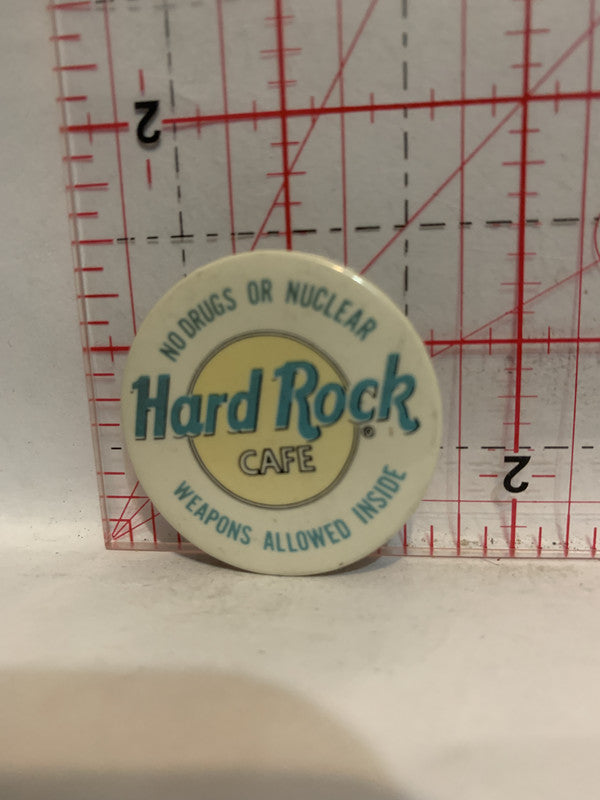 2
NO DRUGS OR NUCLEAR
Hard Rock ®
CAFE
WEAPONS ALLOWED INSIDE
2